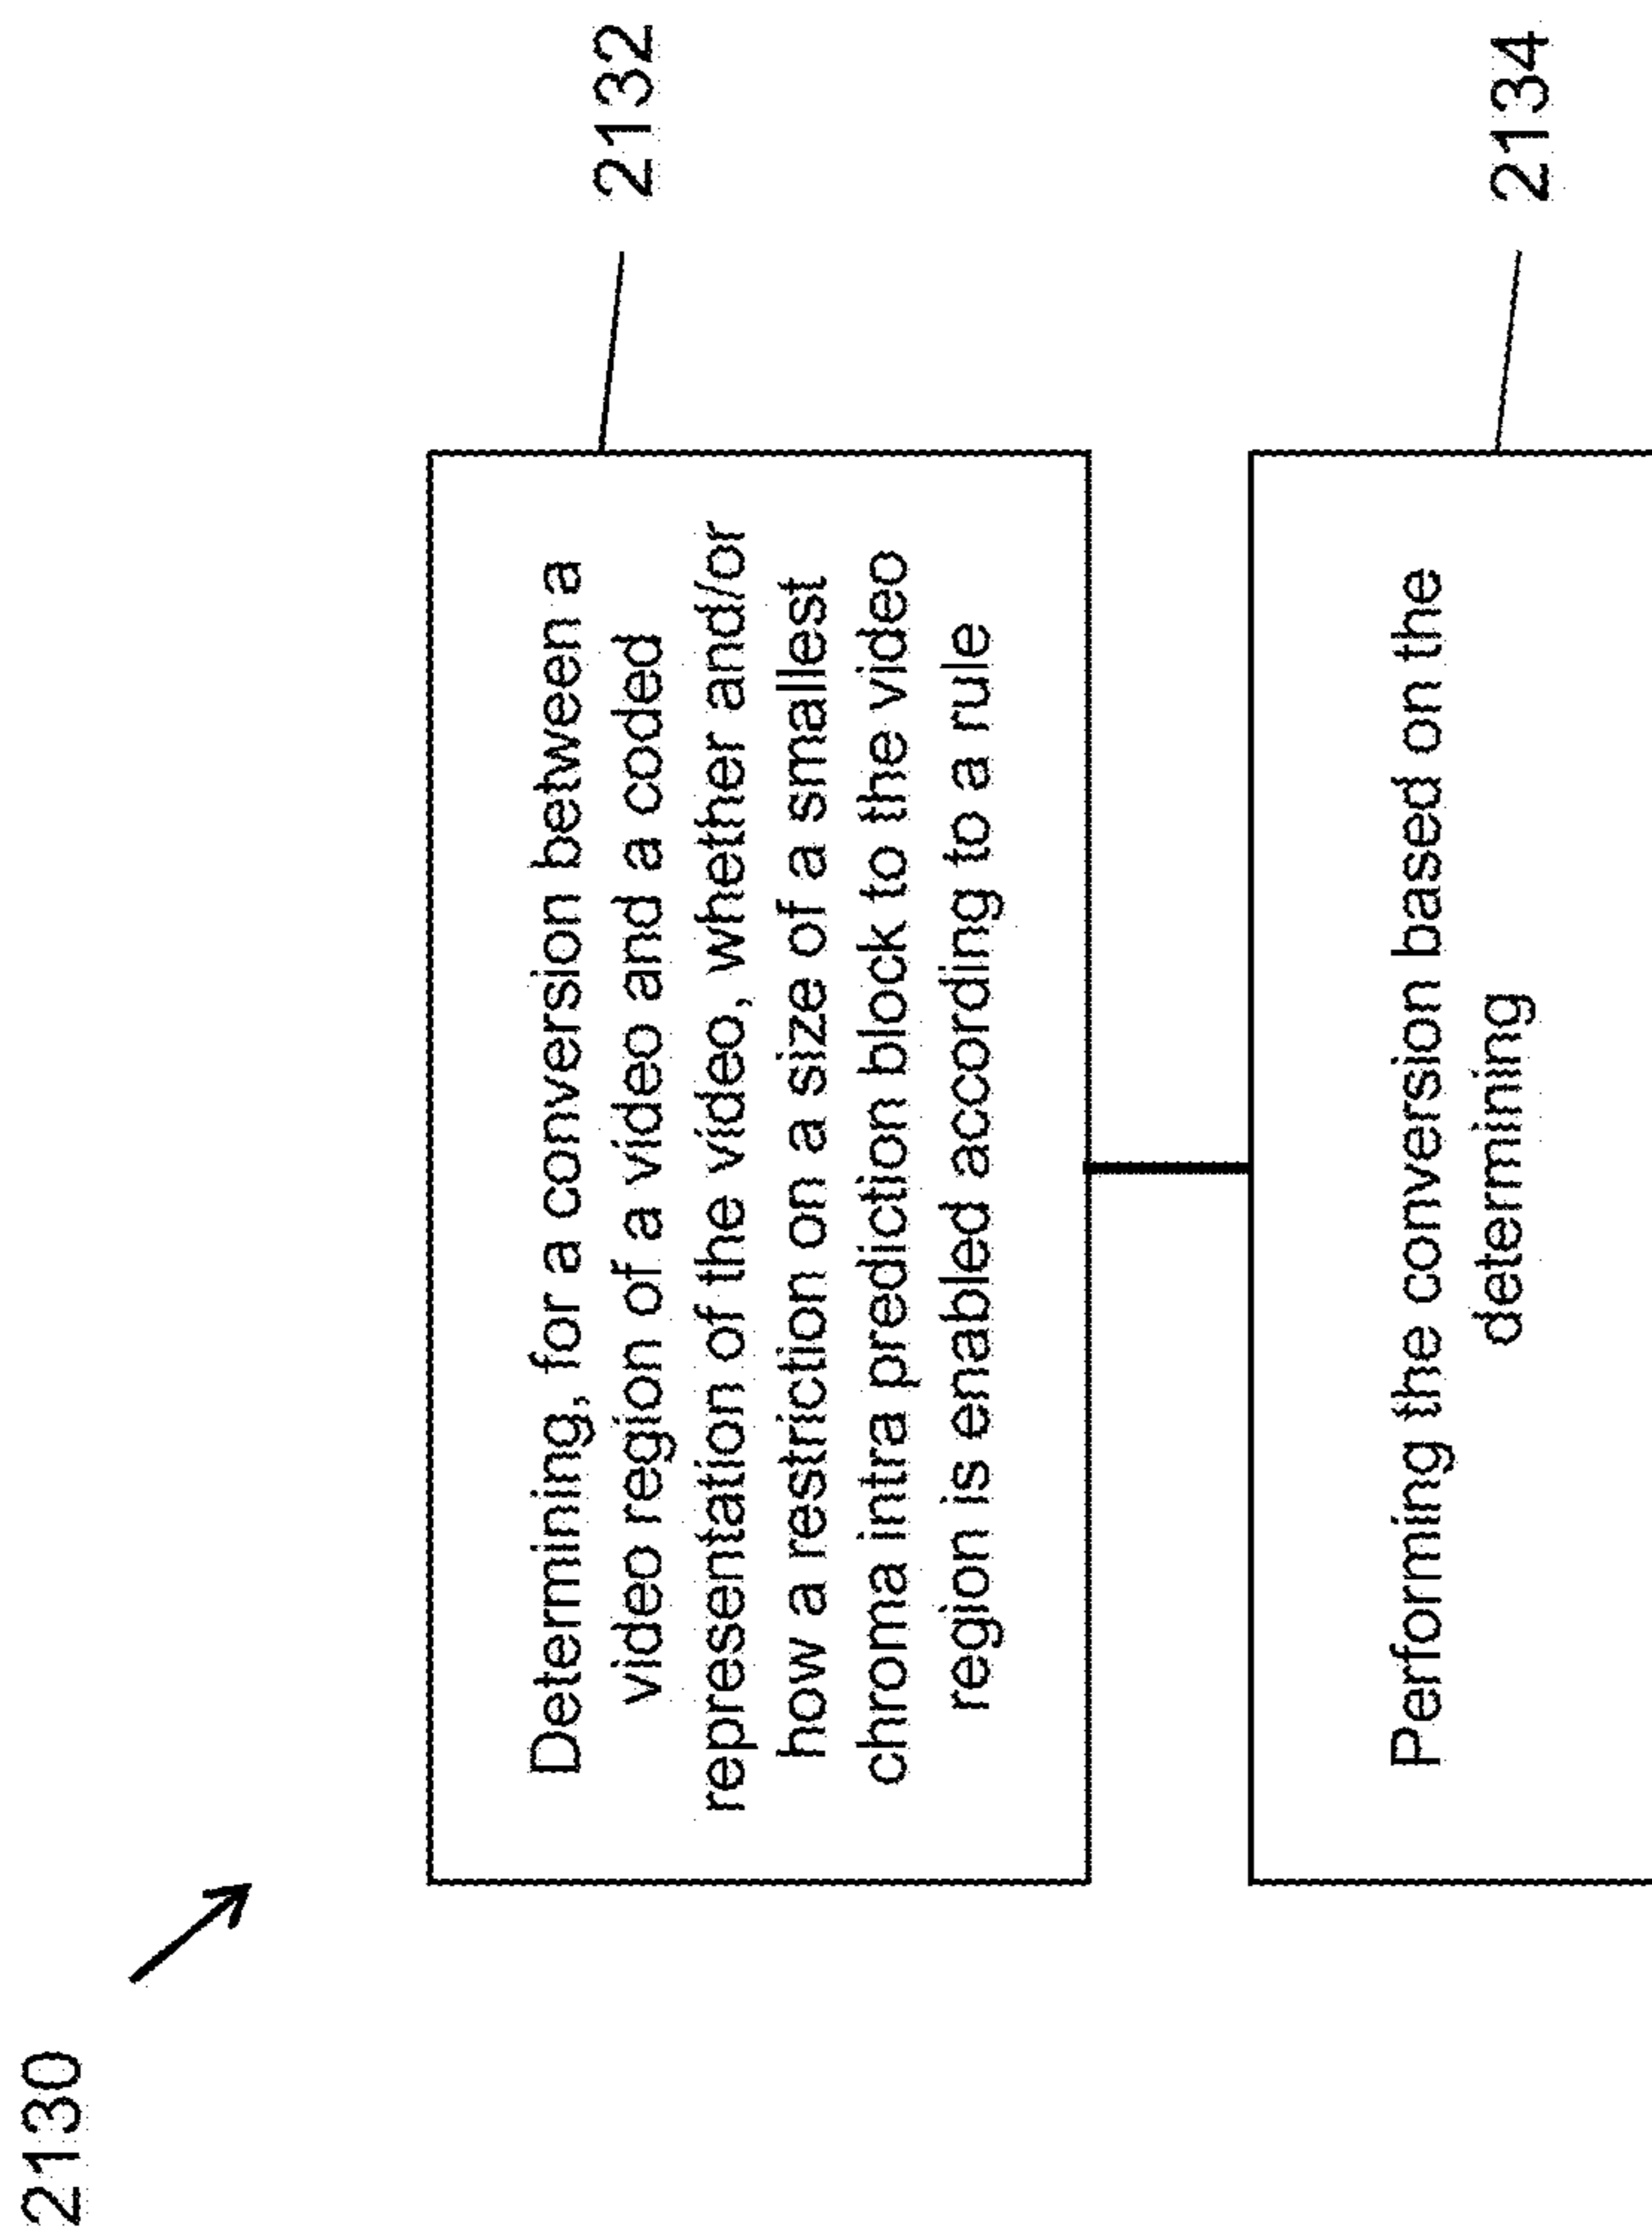 2130
Determining, for a conversion between a
video region of a video and a coded
representation of the video, whether and/or
how a restriction on a size of a smallest
chroma intra prediction block to the video
region is enabled according to a rule
2132
Performing the conversion based on the
determining
2134